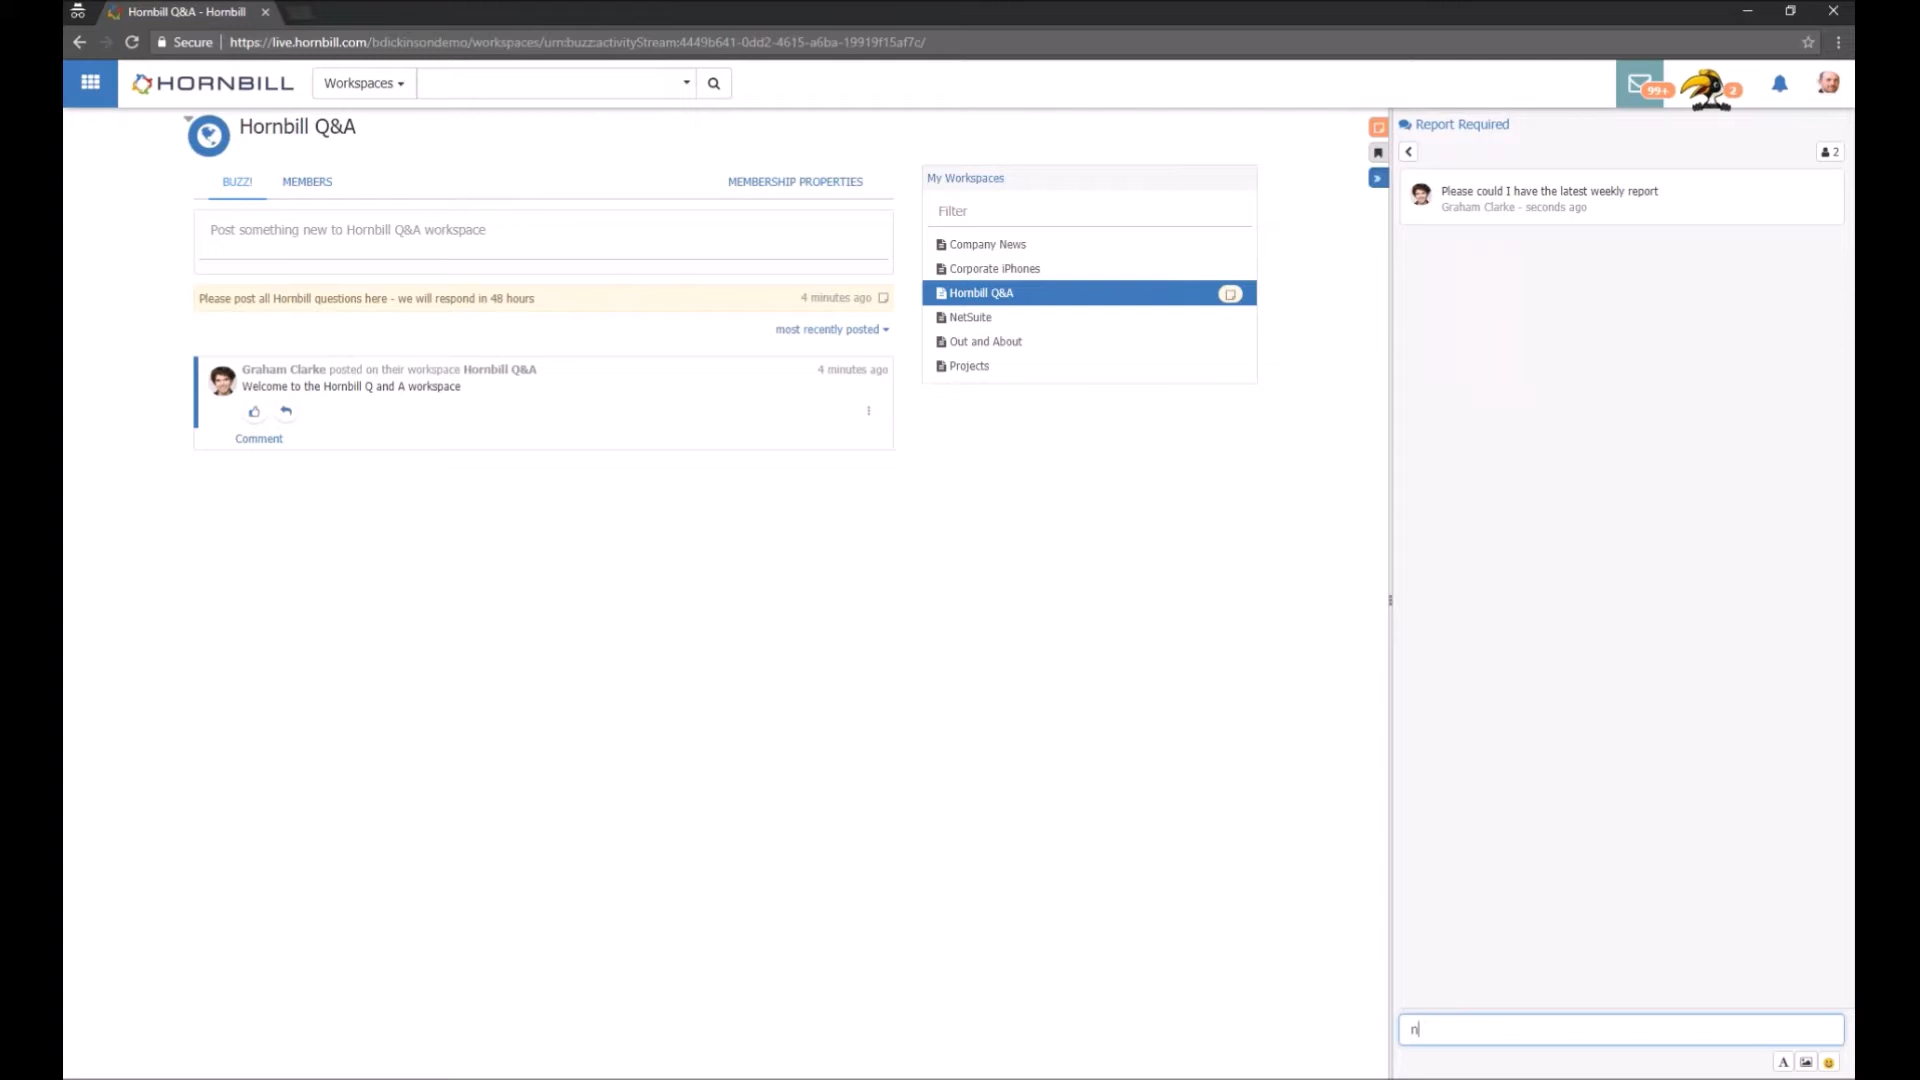 Hornbill Q&A - Hornbill
Secure https://live.hornbill.com/bdickinsondemo/workspaces/urn:buzz:activityStream:4449b641-0dd2-4615-a6ba-19919f15af7c/
HORNBILL
Workspaces
99+
2
Hornbill Q&A
BUZZ!
MEMBERS
MEMBERSHIP PROPERTIES
Post something new to Hornbill Q&A workspace
Please post all Hornbill questions here - we will respond in 48 hours
4 minutes ago
most recently posted
Graham Clarke posted on their workspace Hornbill Q&A
4 minutes ago
Welcome to the Hornbill Q and A workspace
Comment
My Workspaces
Filter
Company News
Corporate iPhones
Hornbill Q&A
NetSuite
Out and About
Projects
Report Required
2
Please could I have the latest weekly report
Graham Clarke - seconds ago
n
A